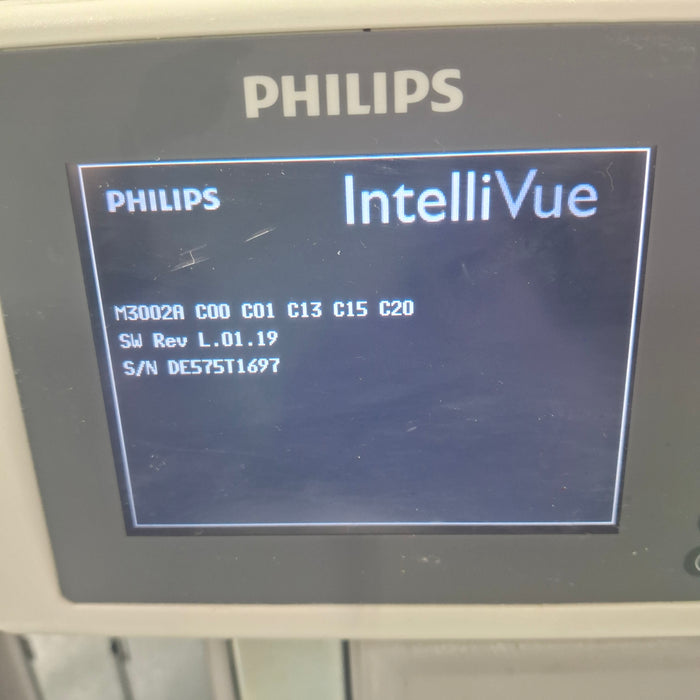 PHILIPS
PHILIPS IntelliVue
M3002A C00 C01 C13 C15 C20
SW Rev L.01.19
S/N DE575T1697